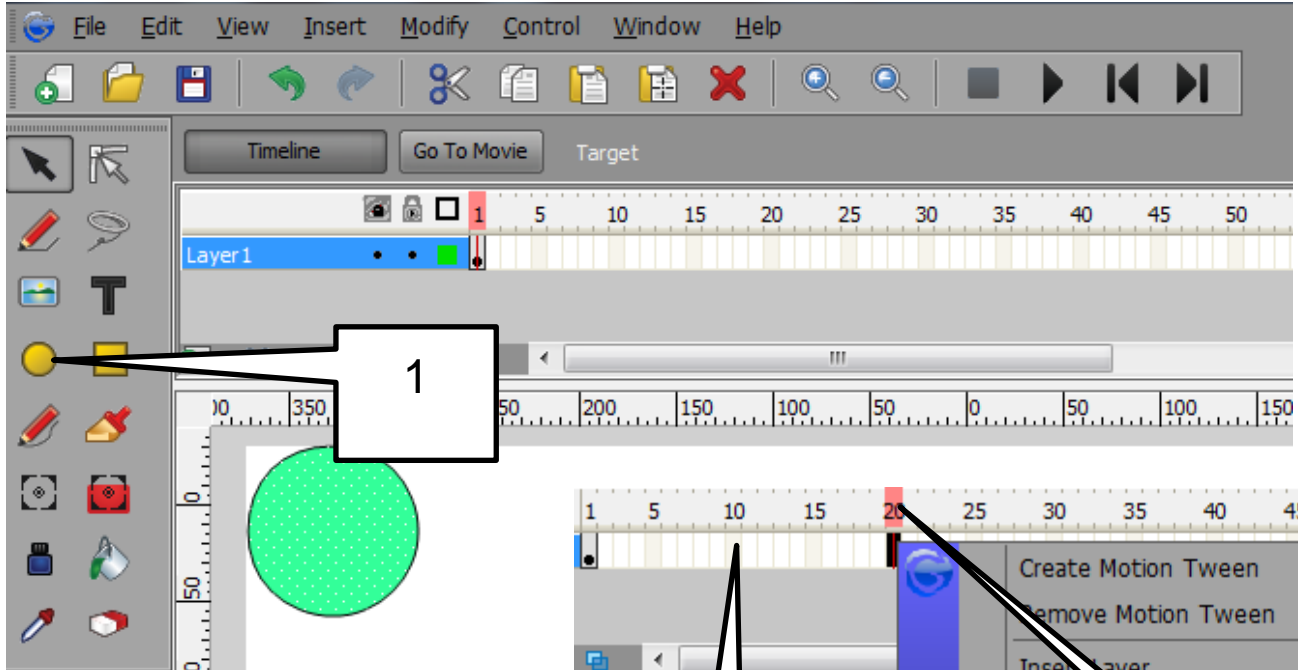 File Edit View Insert Modify Control Window Help
Timeline Go To Movie Target
1 5 10 15 20 25 30 35 40 45 50
Layer1
1
350 50 200 150 100 50 0 50 100 150
0
1 5 10 15 20 25 30 35 40
Create Motion Tween
Remove Motion Tween
50
Insert Layer